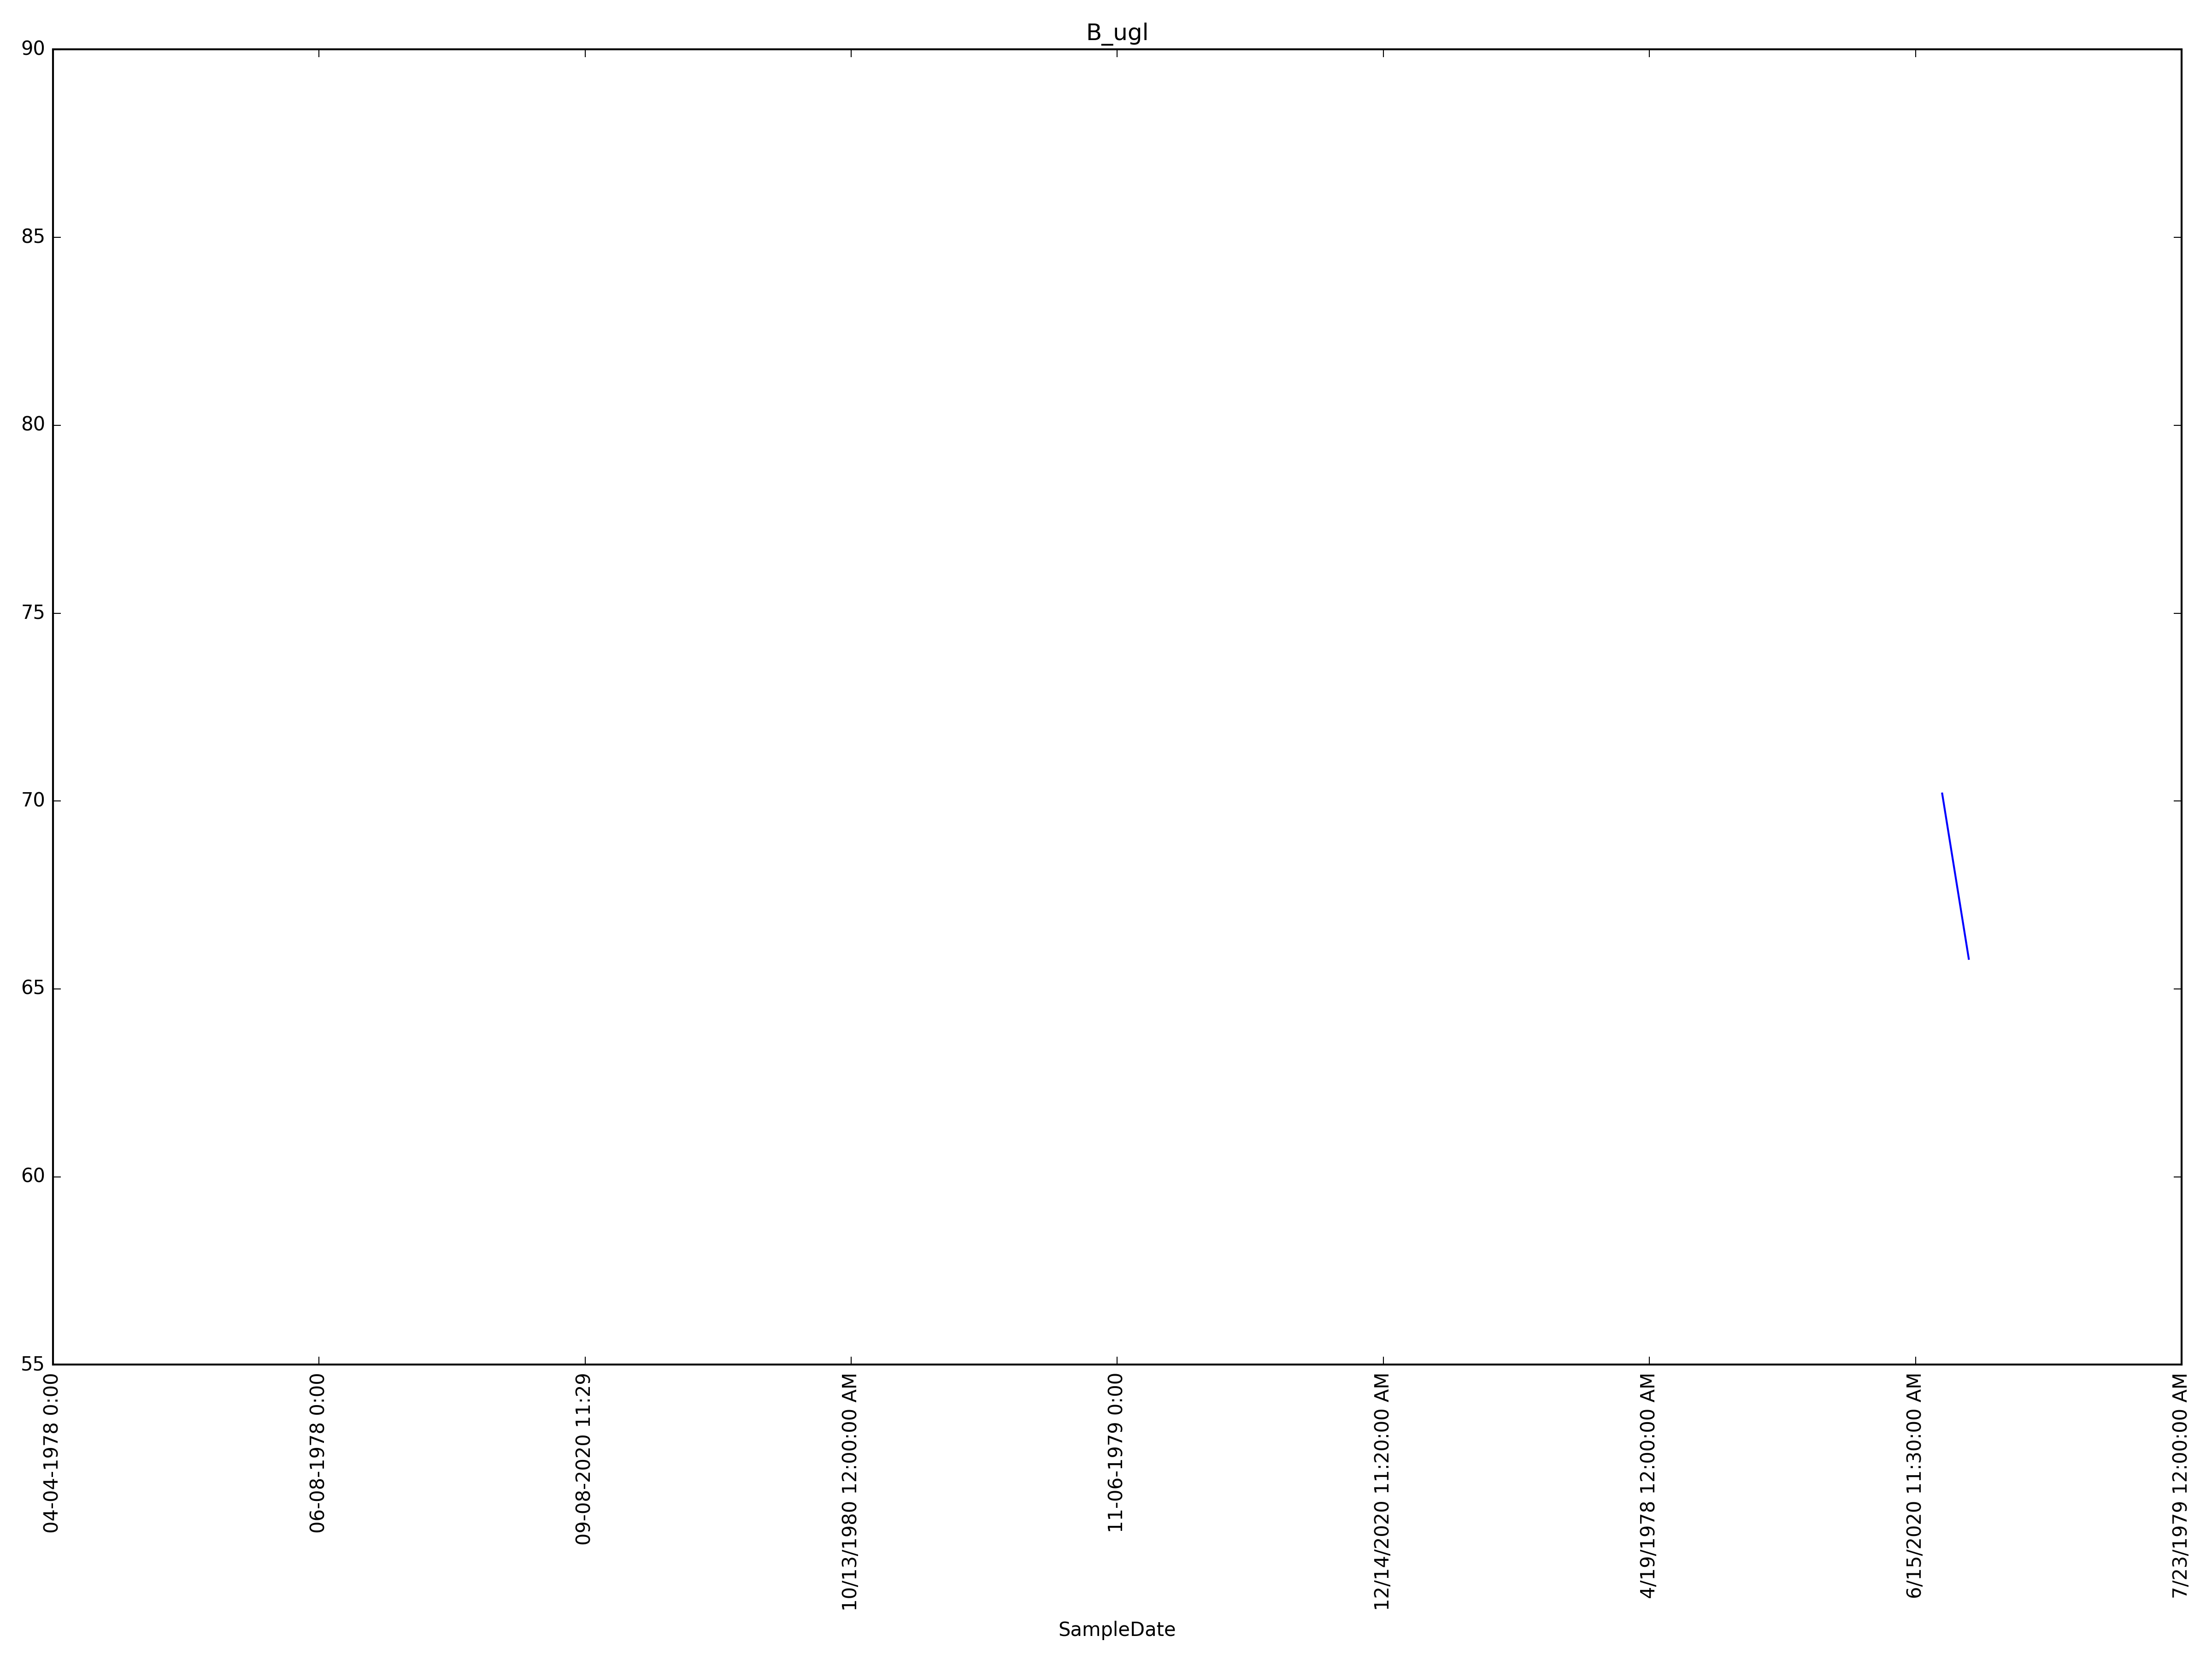 B_ugl
90
85
80
75
70
65
60
55
04-04-1978 0:00
06-08-1978 0:00
09-08-2020 11:29
10/13/1980 12:00:00 AM
11-06-1979 0:00
12/14/2020 11:20:00 AM
4/19/1978 12:00:00 AM
6/15/2020 11:30:00 AM
7/23/1979 12:00:00 AM
SampleDate